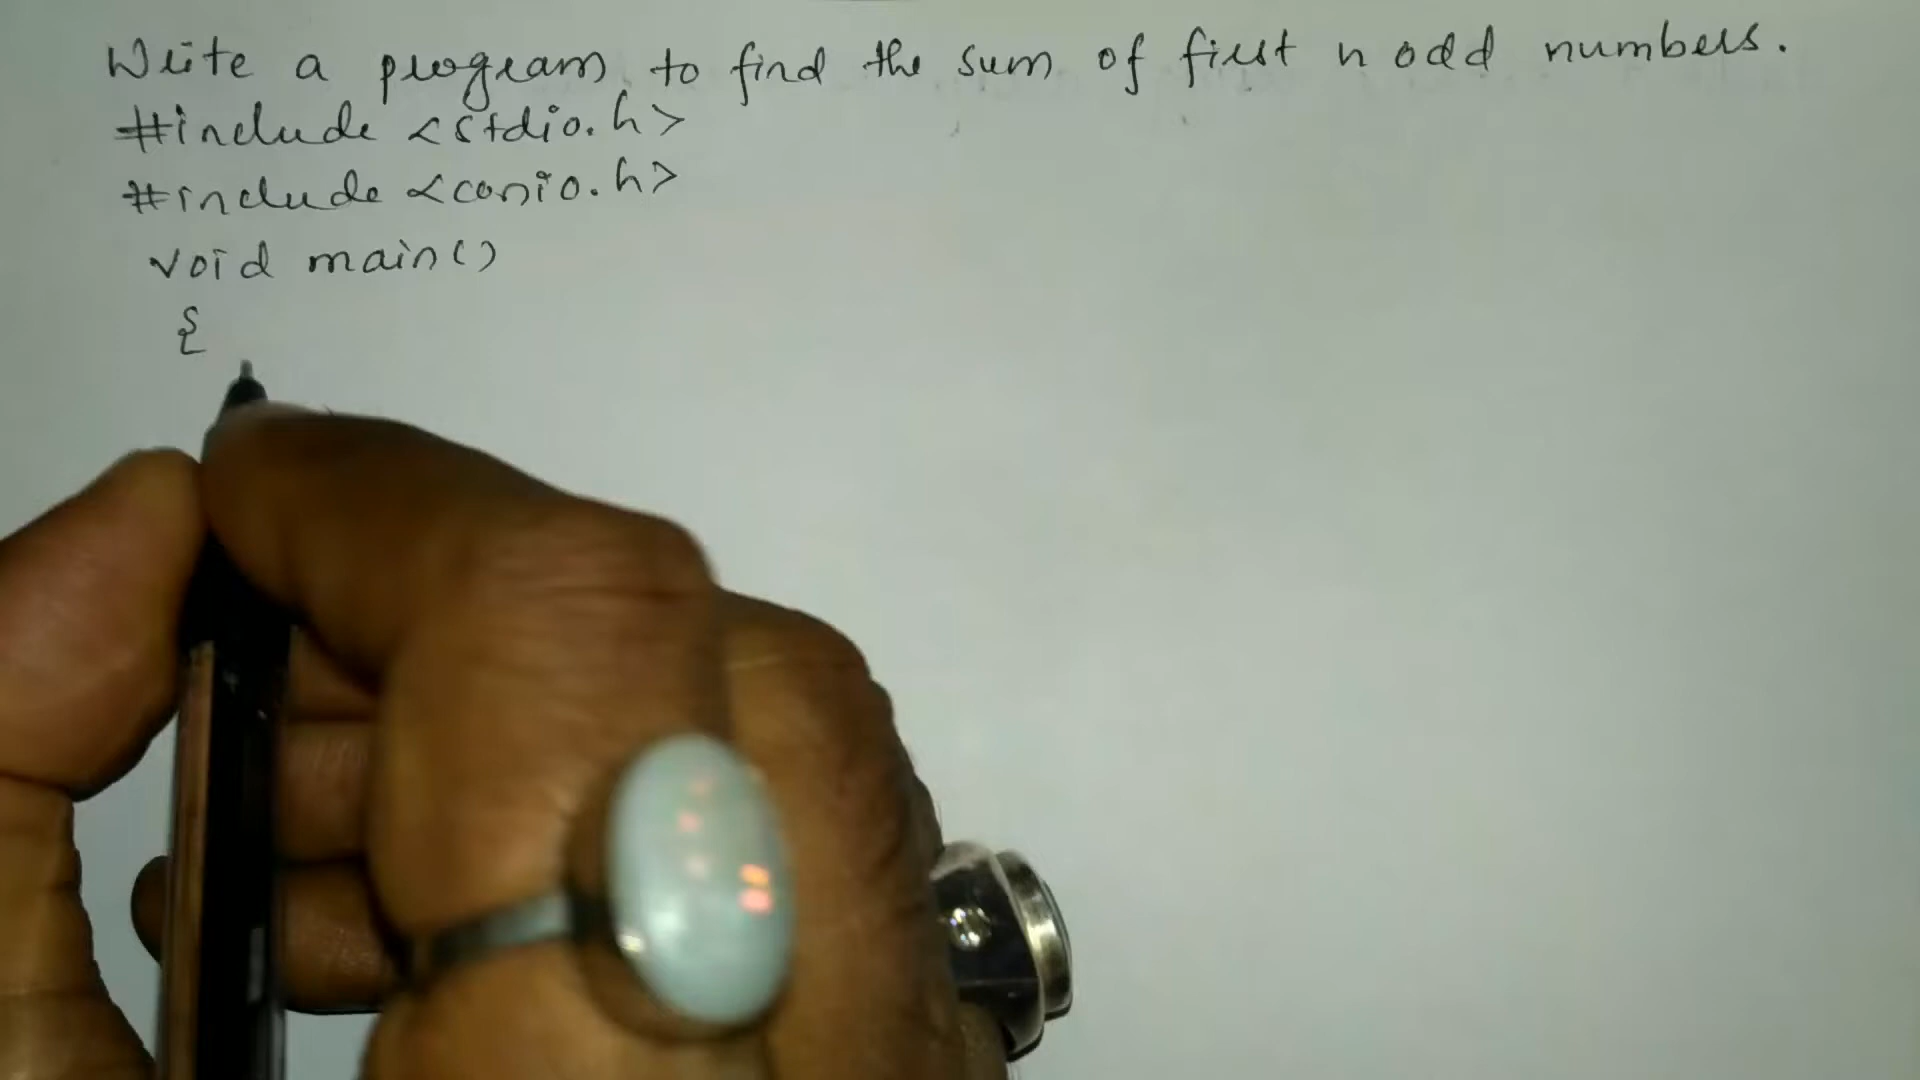 Write a program to find the sum of first n odd numbers.
#include <stdio.h>
#include <conio.h>
void main()
{